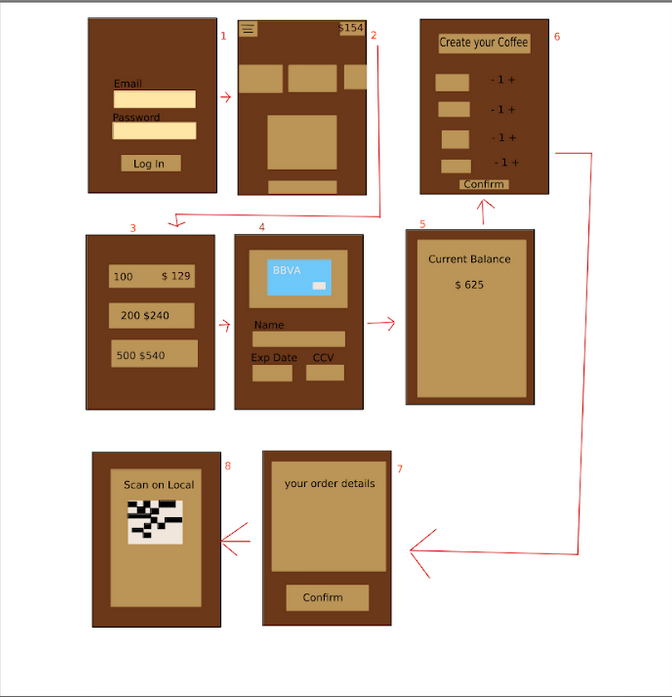 1
Email
Password
Log In
$154
2
6
Create your Coffee
- 1 +
- 1 +
- 1 +
- 1 +
Confirm
3
100 $ 129
200 $240
500 $540
4
BBVA
Name
Exp Date CCV
5
Current Balance
$ 625
8
Scan on Local
7
your order details
Confirm